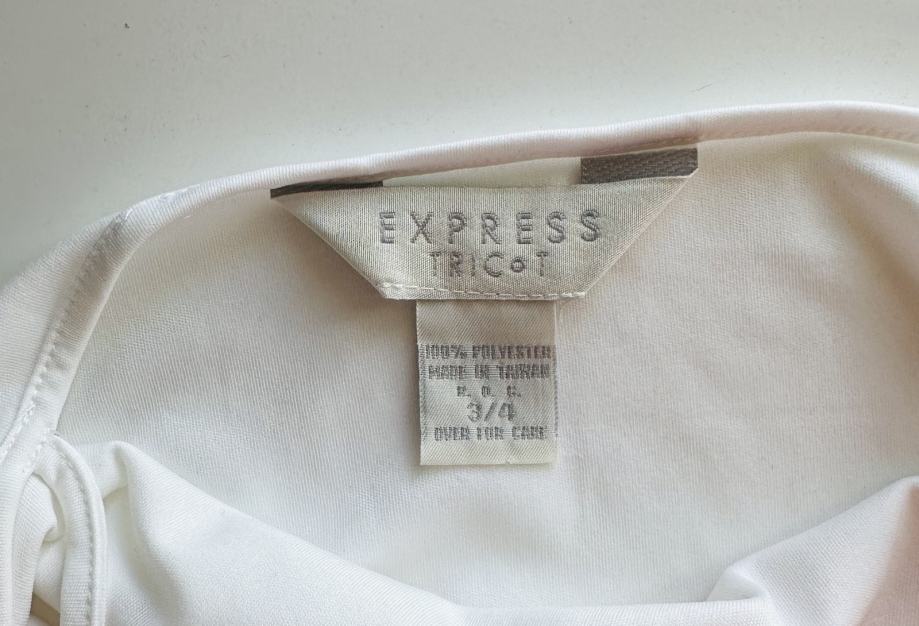 EXPRESS
TRICOT
100% POLYESTER
MADE IN TAIWAN
R. O. C.
3/4
OVER FOR CARE